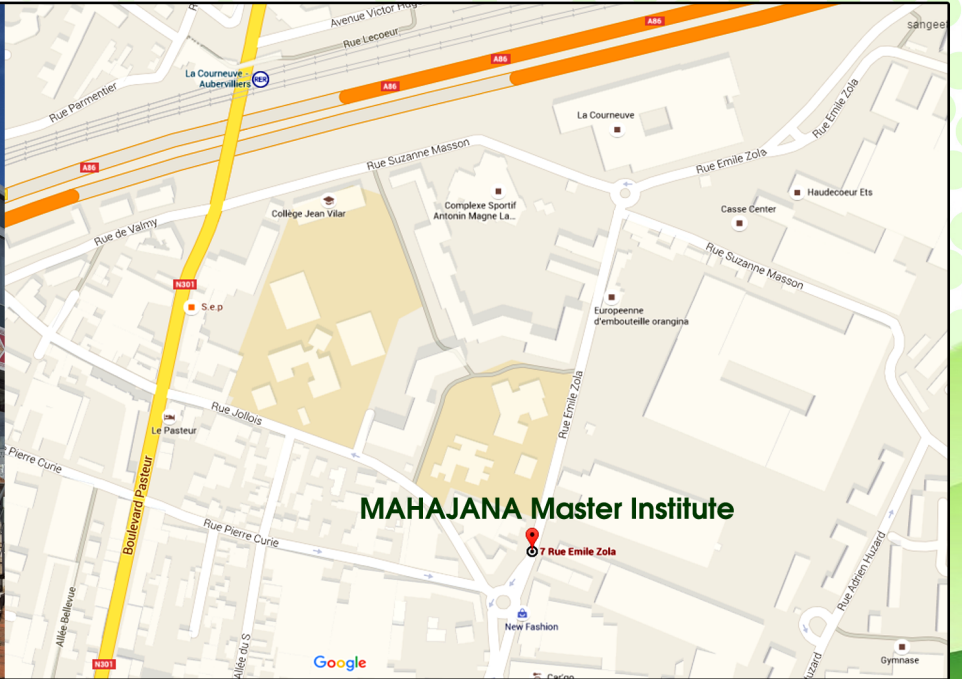 Avenue Victor Hug
A86
sangeet
Rue Lecoeur
A86
La Courneuve -
Aubervilliers
RER
A86
Rue Parmentier
La Courneuve
Rue Emile Zola
A86
Rue Suzanne Masson
Rue Emile Zola
Haudecoeur Ets
Collège Jean Vilar
Complexe Sportif
Antonin Magne La...
Casse Center
Rue de Valmy
Rue Suzanne Masson
N301
S.e.p
Europeenne
d'embouteille orangina
Rue Jollois
Rue Emile Zola
Le Pasteur
Pierre Curie
Boulevard Pasteur
MAHAJANA Master Institute
Rue Pierre Curie
7 Rue Emile Zola
Rue Adrien Huzard
Allée Bellevue
New Fashion
Allée du S
Google
N301
Gymnase
uzard
Car'go